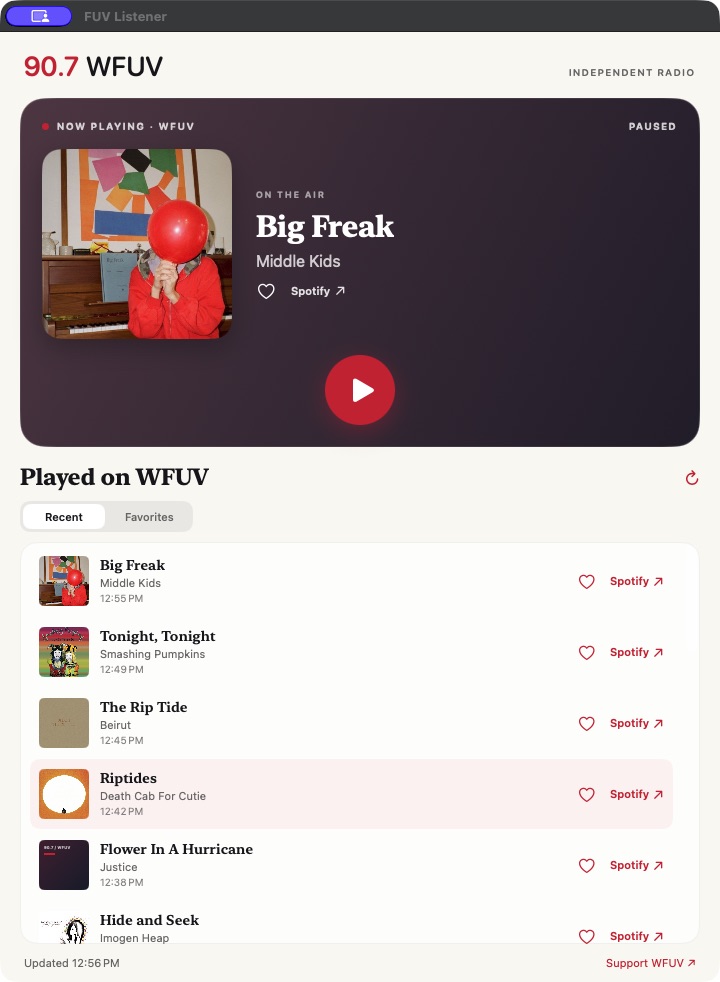 FUV Listener
90.7 WFUV
INDEPENDENT RADIO
NOW PLAYING · WFUV
PAUSED
ON THE AIR
Big Freak
Middle Kids
Spotify ↗
Played on WFUV
Recent
Favorites
Big Freak
Middle Kids
12:55 PM
Spotify ↗
Tonight, Tonight
Smashing Pumpkins
12:49 PM
Spotify ↗
The Rip Tide
Beirut
12:45 PM
Spotify ↗
Riptides
Death Cab For Cutie
12:42 PM
Spotify ↗
90.7 / WFUV
Flower In A Hurricane
Justice
12:38 PM
Spotify ↗
Hide and Seek
Imogen Heap
Spotify ↗
Updated 12:56 PM
Support WFUV ↗